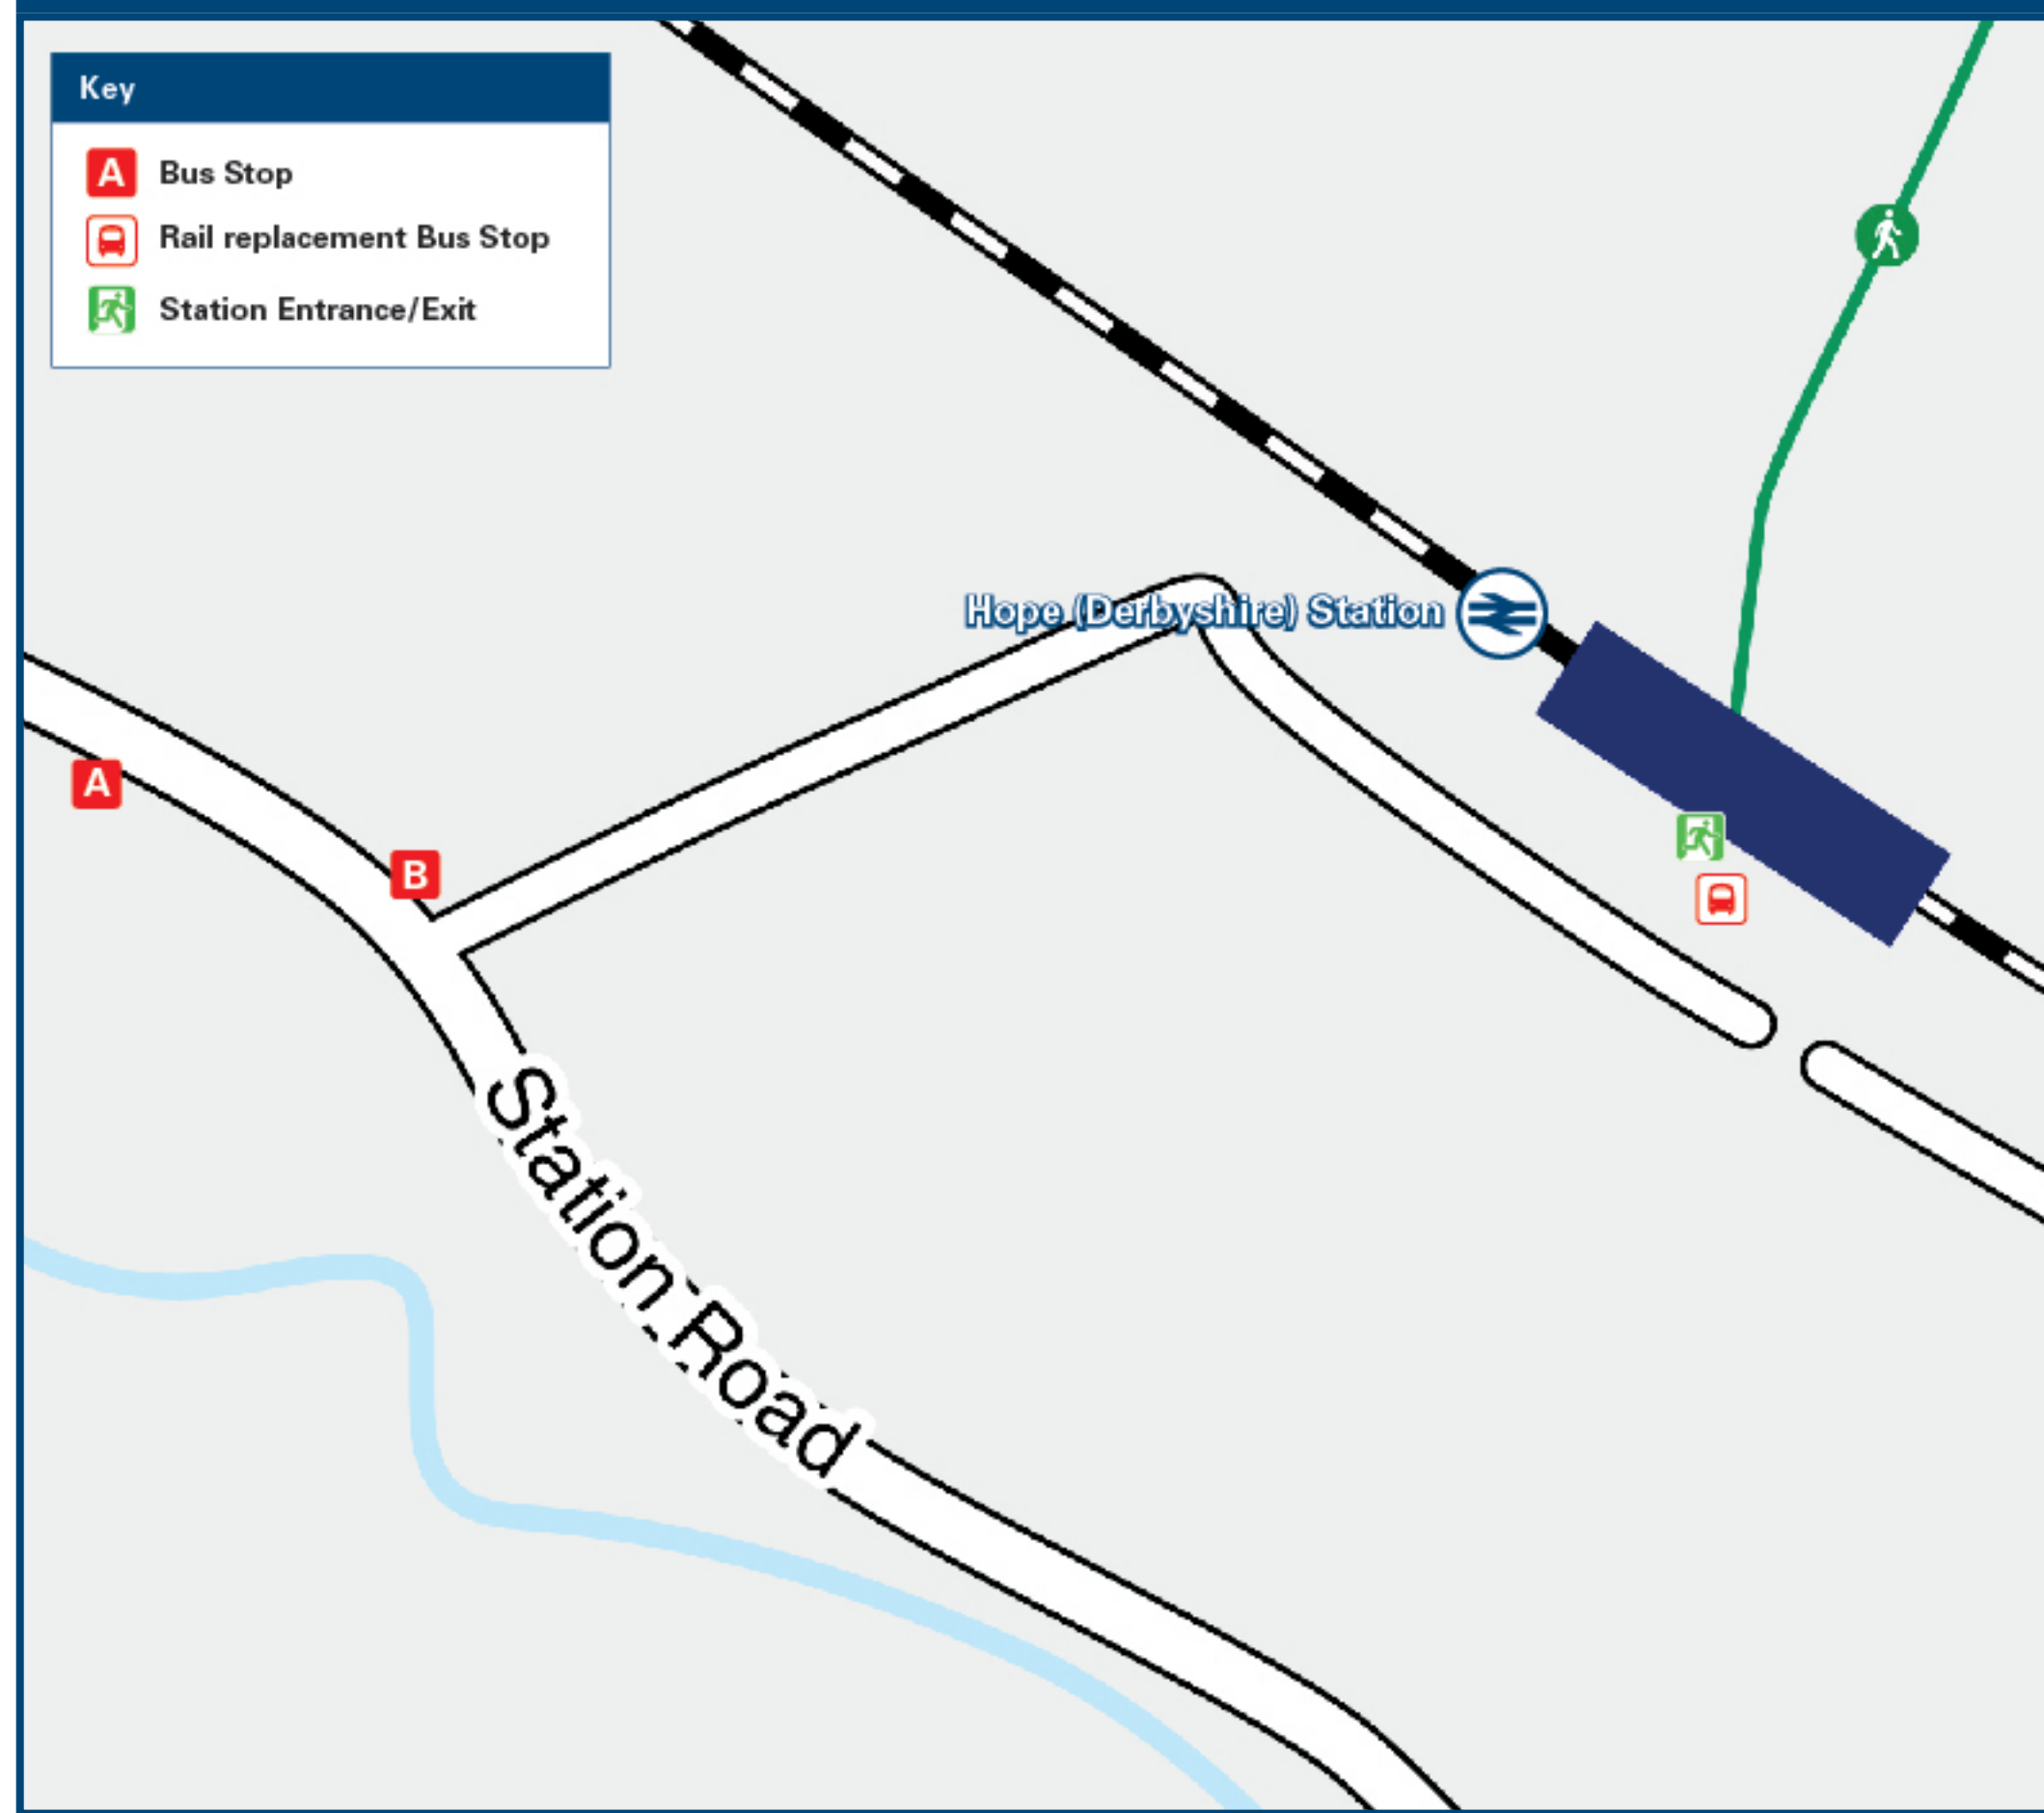 Key
A Bus Stop
Rail replacement Bus Stop
Station Entrance/Exit
Hope (Derbyshire) Station
A
B
Station Road